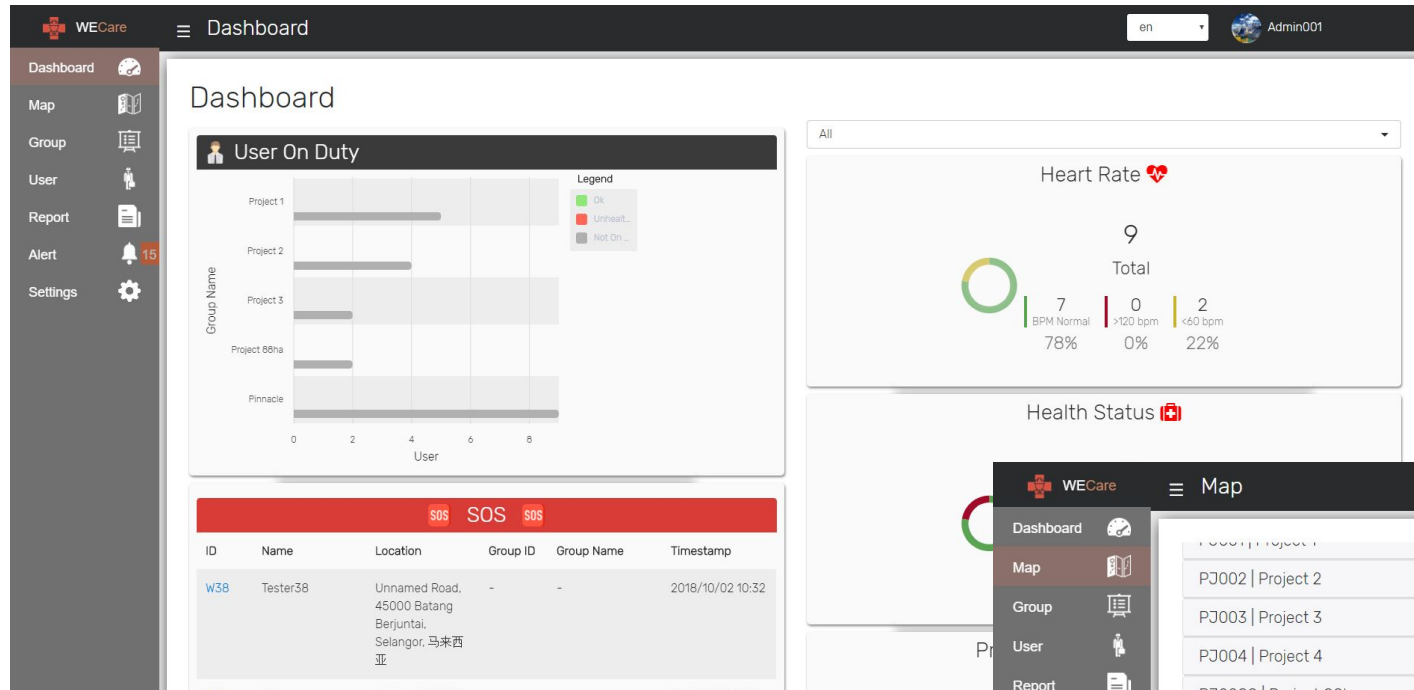 WECare
Dashboard
en
Admin001
Dashboard
Map
Group
User
Report
Alert 15
Settings
Dashboard
User On Duty
Legend
Ok
Unhealt...
Not On ...
Group Name
Project 1
Project 2
Project 3
Project 88ha
Pinnacle
0 2 4 6 8
User
SOS SOS SOS
ID Name Location Group ID Group Name Timestamp
W38 Tester38 Unnamed Road, - - 2018/10/02 10:32
45000 Batang
Berjuntai,
Selangor, 马来西
亚
All
Heart Rate
9
Total
7 0 2
BPM Normal >120 bpm <60 bpm
78% 0% 22%
Health Status
WECare
Map
Dashboard
Map
Group
User
Report
PJ002 | Project 2
PJ003 | Project 3
PJ004 | Project 4